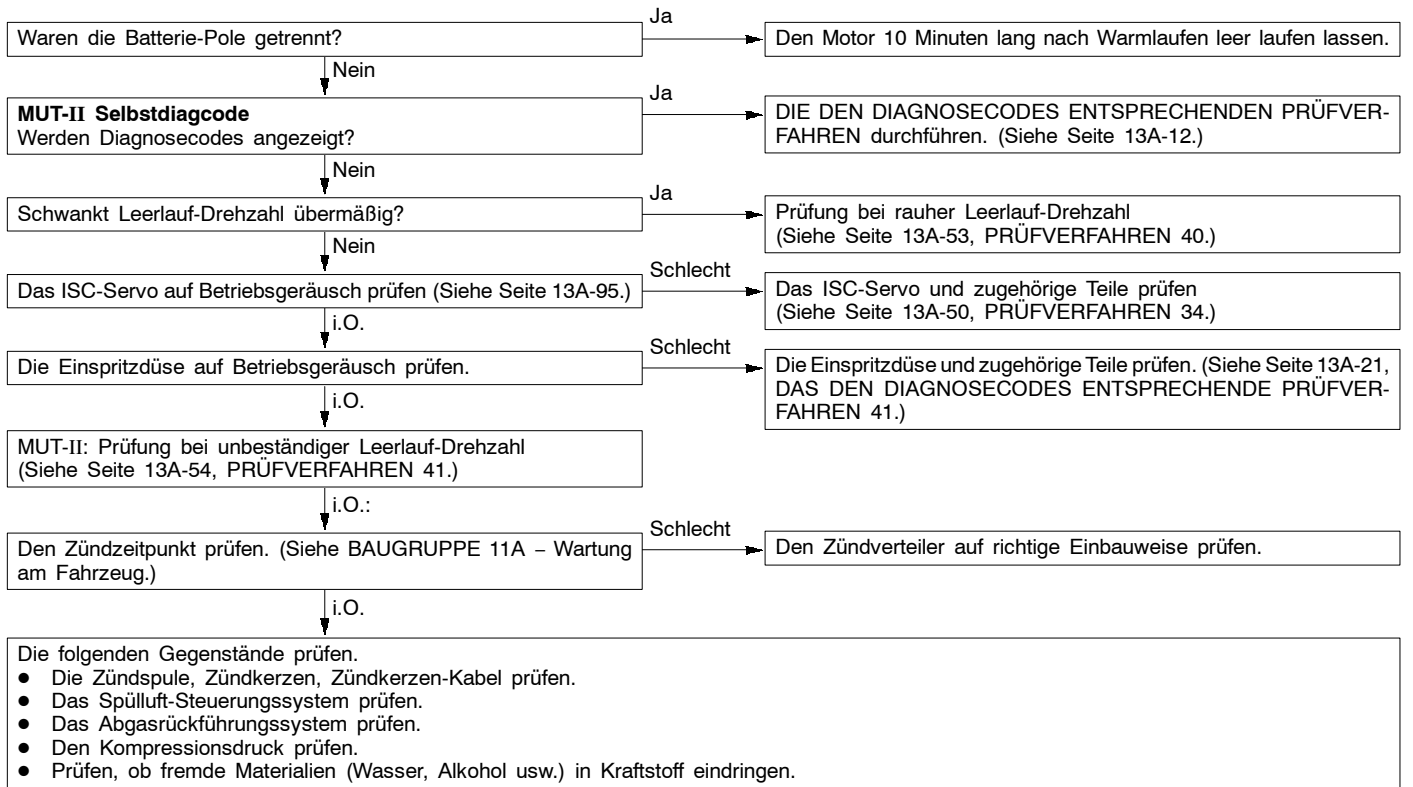 Waren die Batterie-Pole getrennt?
Ja
Den Motor 10 Minuten lang nach Warmlaufen leer laufen lassen.
Nein
MUT-II Selbstdiagcode
Werden Diagnosecodes angezeigt?
Ja
DIE DEN DIAGNOSECODES ENTSPRECHENDEN PRÜFVER-
FAHREN durchführen. (Siehe Seite 13A-12.)
Nein
Schwankt Leerlauf-Drehzahl übermäßig?
Ja
Prüfung bei rauher Leerlauf-Drehzahl
(Siehe Seite 13A-53, PRÜFVERFAHREN 40.)
Nein
Das ISC-Servo auf Betriebsgeräusch prüfen (Siehe Seite 13A-95.)
Schlecht
Das ISC-Servo und zugehörige Teile prüfen
(Siehe Seite 13A-50, PRÜFVERFAHREN 34.)
i.O.
Die Einspritzdüse auf Betriebsgeräusch prüfen.
Schlecht
Die Einspritzdüse und zugehörige Teile prüfen. (Siehe Seite 13A-21,
DAS DEN DIAGNOSECODES ENTSPRECHENDE PRÜFVER-
FAHREN 41.)
i.O.
MUT-II: Prüfung bei unbeständiger Leerlauf-Drehzahl
(Siehe Seite 13A-54, PRÜFVERFAHREN 41.)
i.O.:
Den Zündzeitpunkt prüfen. (Siehe BAUGRUPPE 11A – Wartung
am Fahrzeug.)
Schlecht
Den Zündverteiler auf richtige Einbauweise prüfen.
i.O.
Die folgenden Gegenstände prüfen.
● Die Zündspule, Zündkerzen, Zündkerzen-Kabel prüfen.
● Das Spülluft-Steuerungssystem prüfen.
● Das Abgasrückführungssystem prüfen.
● Den Kompressionsdruck prüfen.
● Prüfen, ob fremde Materialien (Wasser, Alkohol usw.) in Kraftstoff eindringen.